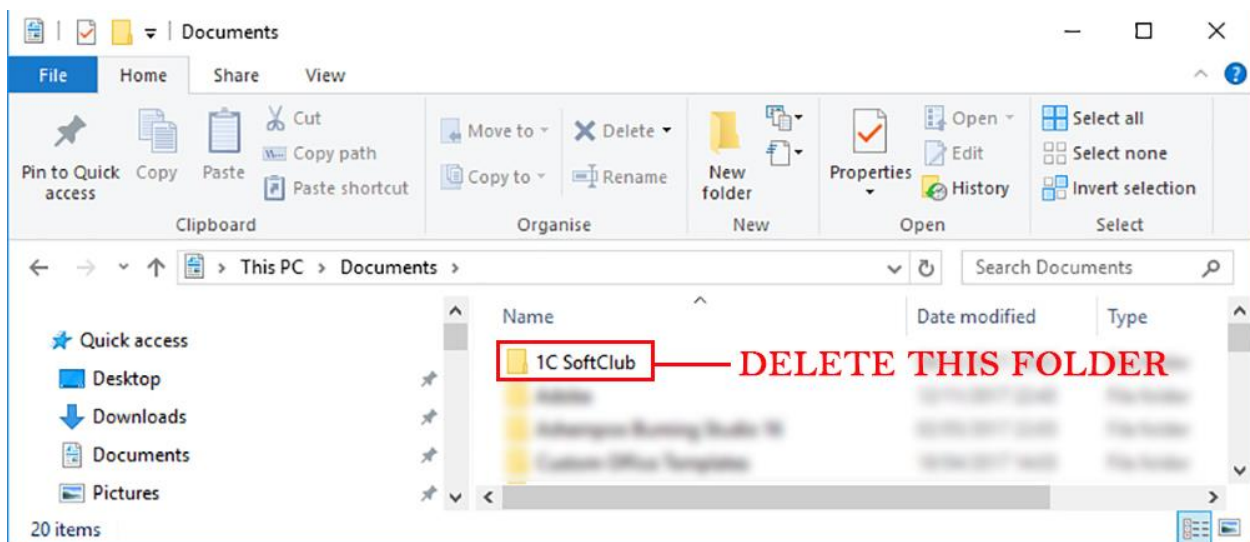 Documents
File Home Share View
Pin to Quick access
Copy
Paste
Cut
Copy path
Paste shortcut
Clipboard
Move to
Copy to
Delete
Rename
Organise
New folder
New
Properties
Open
Edit
History
Open
Select all
Select none
Invert selection
Select
This PC > Documents >
Search Documents
Name Date modified Type
Quick access
Desktop
Downloads
Documents
Pictures
1C SoftClub DELETE THIS FOLDER
20 items